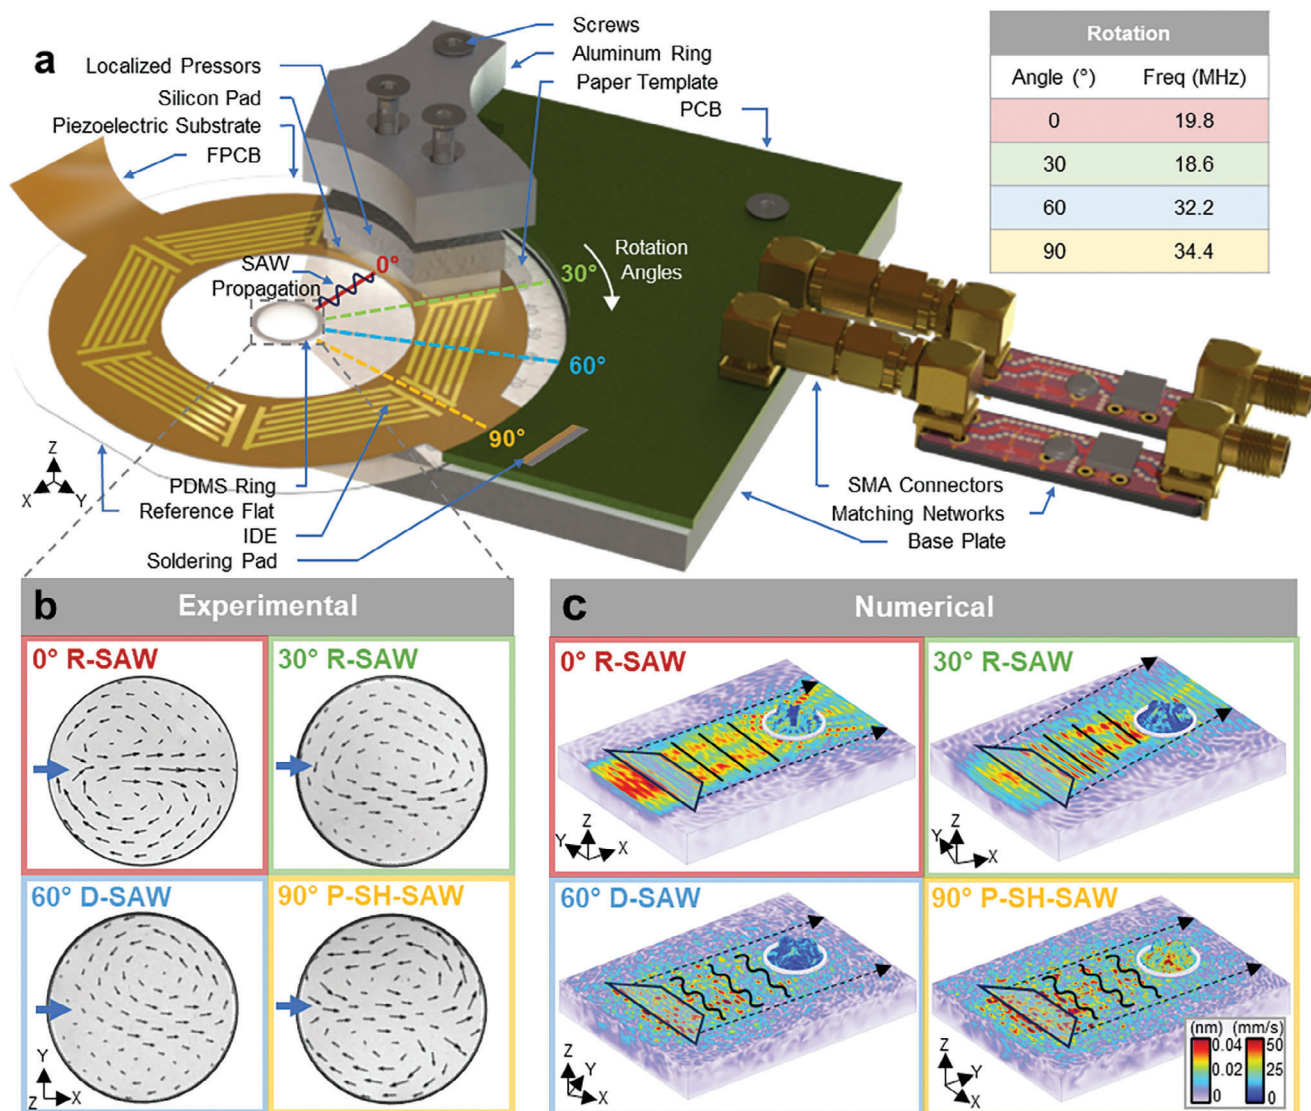 a
Screws
Aluminum Ring
Paper Template
PCB
Localized Pressors
Silicon Pad
Piezoelectric Substrate
FPCB
Rotation
Angle (°) Freq (MHz)
0 19.8
30 18.6
60 32.2
90 34.4
SAW
Propagation
0°
30°
60°
90°
Rotation
Angles
Z
X Y
PDMS Ring
Reference Flat
IDE
Soldering Pad
SMA Connectors
Matching Networks
Base Plate
b Experimental
0° R-SAW
30° R-SAW
60° D-SAW
90° P-SH-SAW
Y
Z X
c Numerical
0° R-SAW
30° R-SAW
Z
Y X
Z
Y X
60° D-SAW
90° P-SH-SAW
Z
Y
X
Z
Y
X
(nm) (mm/s)
0.04 50
0.02 25
0 0